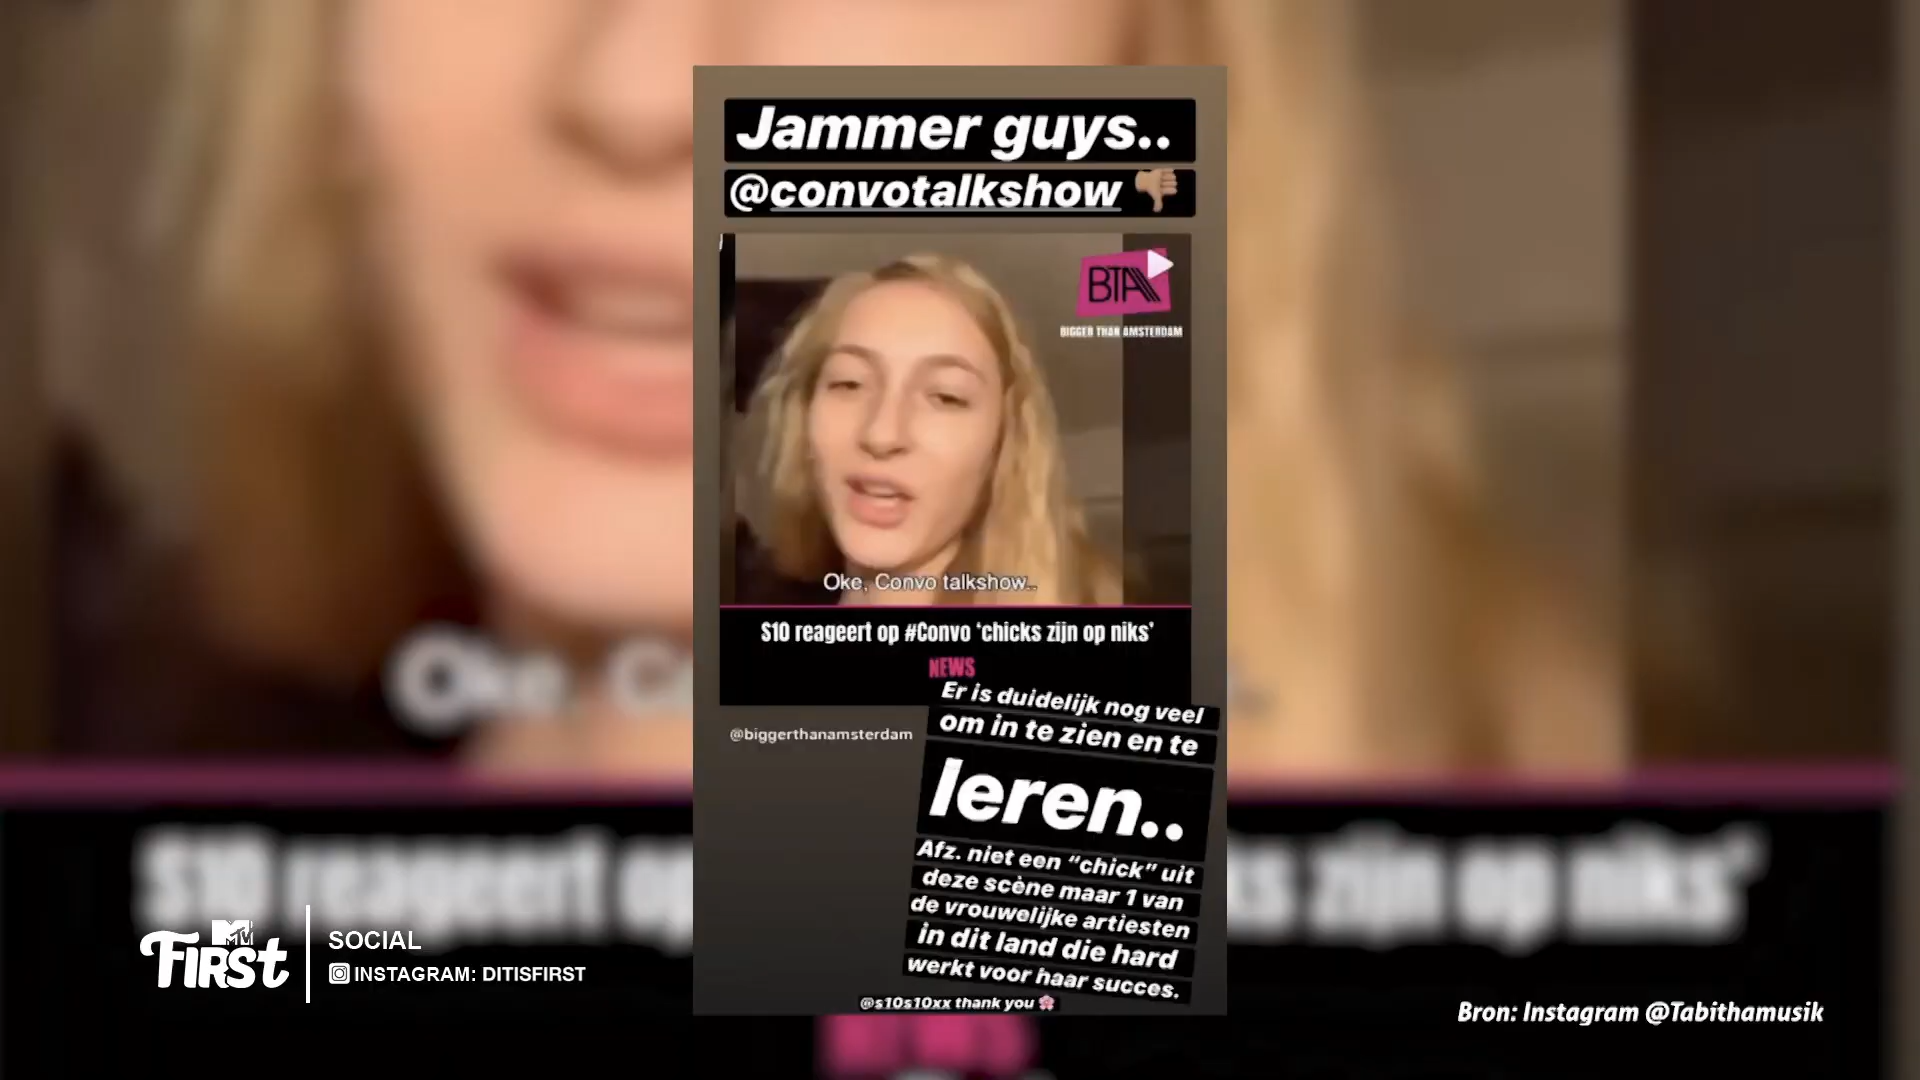 Jammer guys..
@convotalkshow
BTA
BIGGER THAN AMSTERDAM
Oke, Convo talkshow..
S10 reageert op #Convo ‘chicks zijn op niks’
NEWS
@biggerthanamsterdam
Er is duidelijk nog veel
om in te zien en te
leren..
Afz. niet een “chick” uit
deze scène maar 1 van
de vrouwelijke artiesten
in dit land die hard
werkt voor haar succes.
@s10s10xx thank you
MTV
FIRST
SOCIAL
INSTAGRAM: DITISFIRST
Bron: Instagram @Tabithamusik